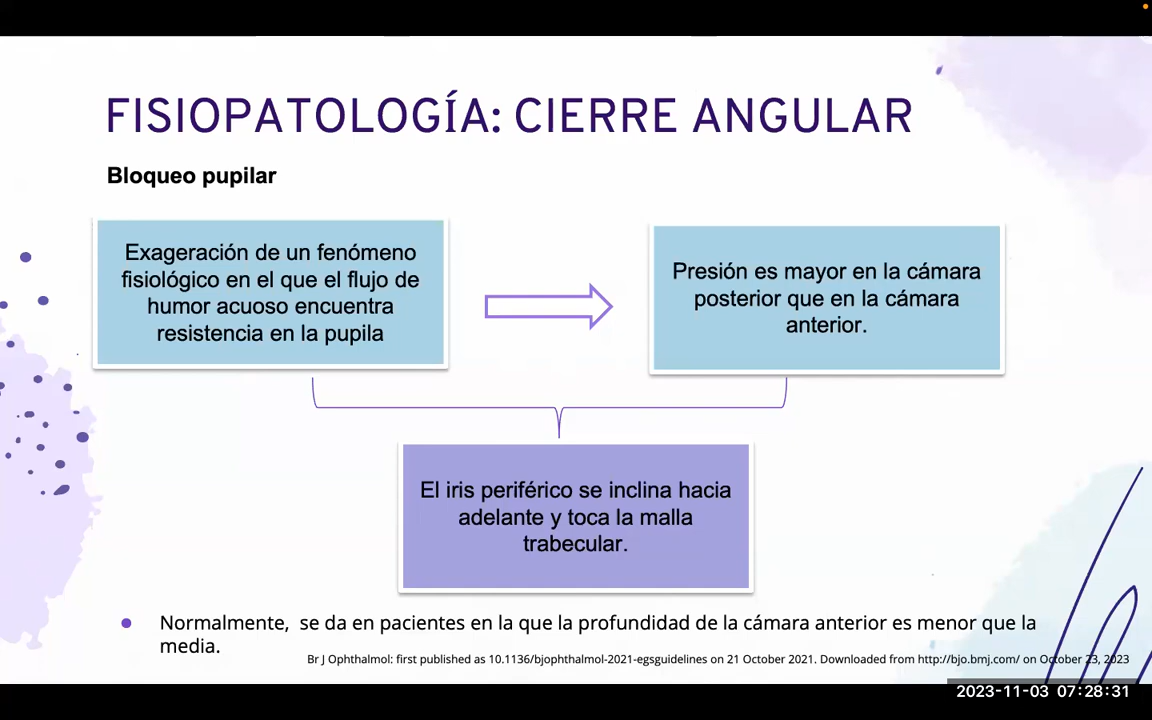 FISIOPATOLOGÍA: CIERRE ANGULAR
Bloqueo pupilar
Exageración de un fenómeno
fisiológico en el que el flujo de
humor acuoso encuentra
resistencia en la pupila
Presión es mayor en la cámara
posterior que en la cámara
anterior.
El iris periférico se inclina hacia
adelante y toca la malla
trabecular.
Normalmente, se da en pacientes en la que la profundidad de la cámara anterior es menor que la
media.
Br J Ophthalmol: first published as 10.1136/bjophthalmol-2021-egsguidelines on 21 October 2021. Downloaded from http://bjo.bmj.com/ on October 23, 2023
2023-11-03 07:28:31